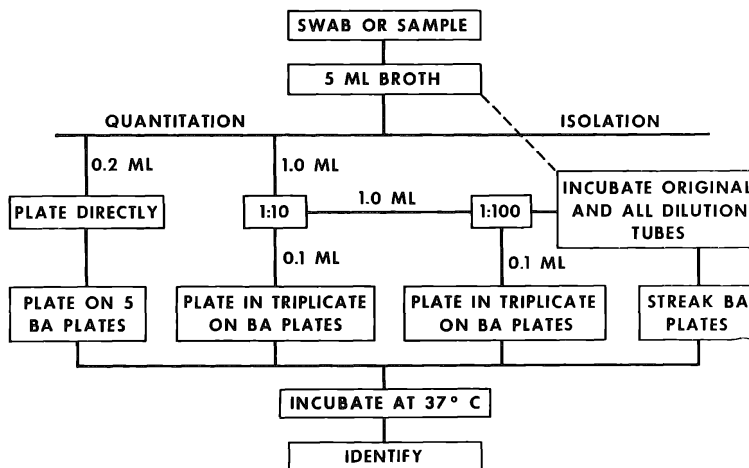 SWAB OR SAMPLE
5 ML BROTH
QUANTITATION
ISOLATION
0.2 ML
1.0 ML
PLATE DIRECTLY
1:10
1.0 ML
1:100
INCUBATE ORIGINAL
AND ALL DILUTION
TUBES
0.1 ML
0.1 ML
PLATE ON 5
BA PLATES
PLATE IN TRIPLICATE
ON BA PLATES
PLATE IN TRIPLICATE
ON BA PLATES
STREAK BA
PLATES
INCUBATE AT 37° C
IDENTIFY